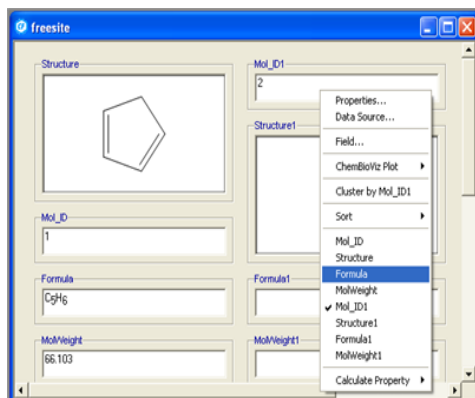 freesite
Structure
Mol_ID
1
Formula
C5H6
MolWeight
66.103
Mol_ID1
2
Structure1
Formula1
MolWeight1
Properties...
Data Source...
Field...
ChemBioViz Plot
Cluster by Mol_ID1
Sort
Mol_ID
Structure
Formula
MolWeight
Mol_ID1
Structure1
Formula1
MolWeight1
Calculate Property